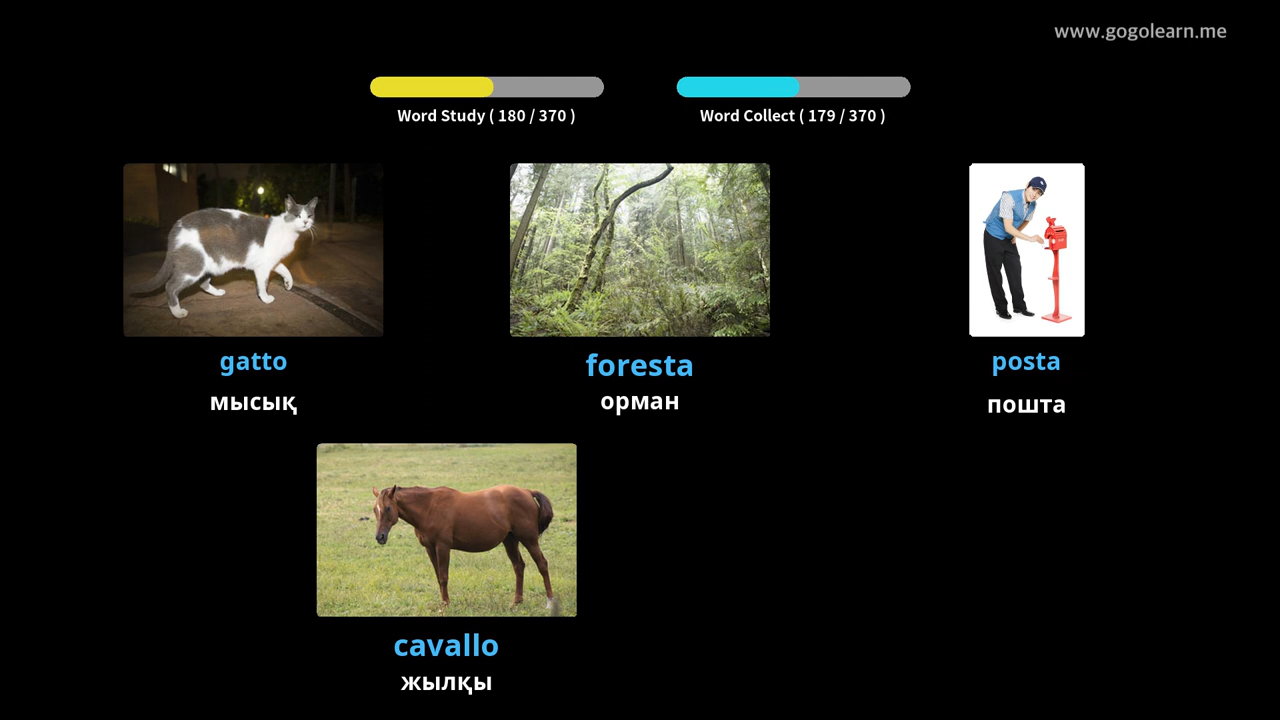 www.gogolearn.me
Word Study ( 180 / 370 )
Word Collect ( 179 / 370 )
gatto
мысық
foresta
орман
posta
пошта
cavallo
жылқы